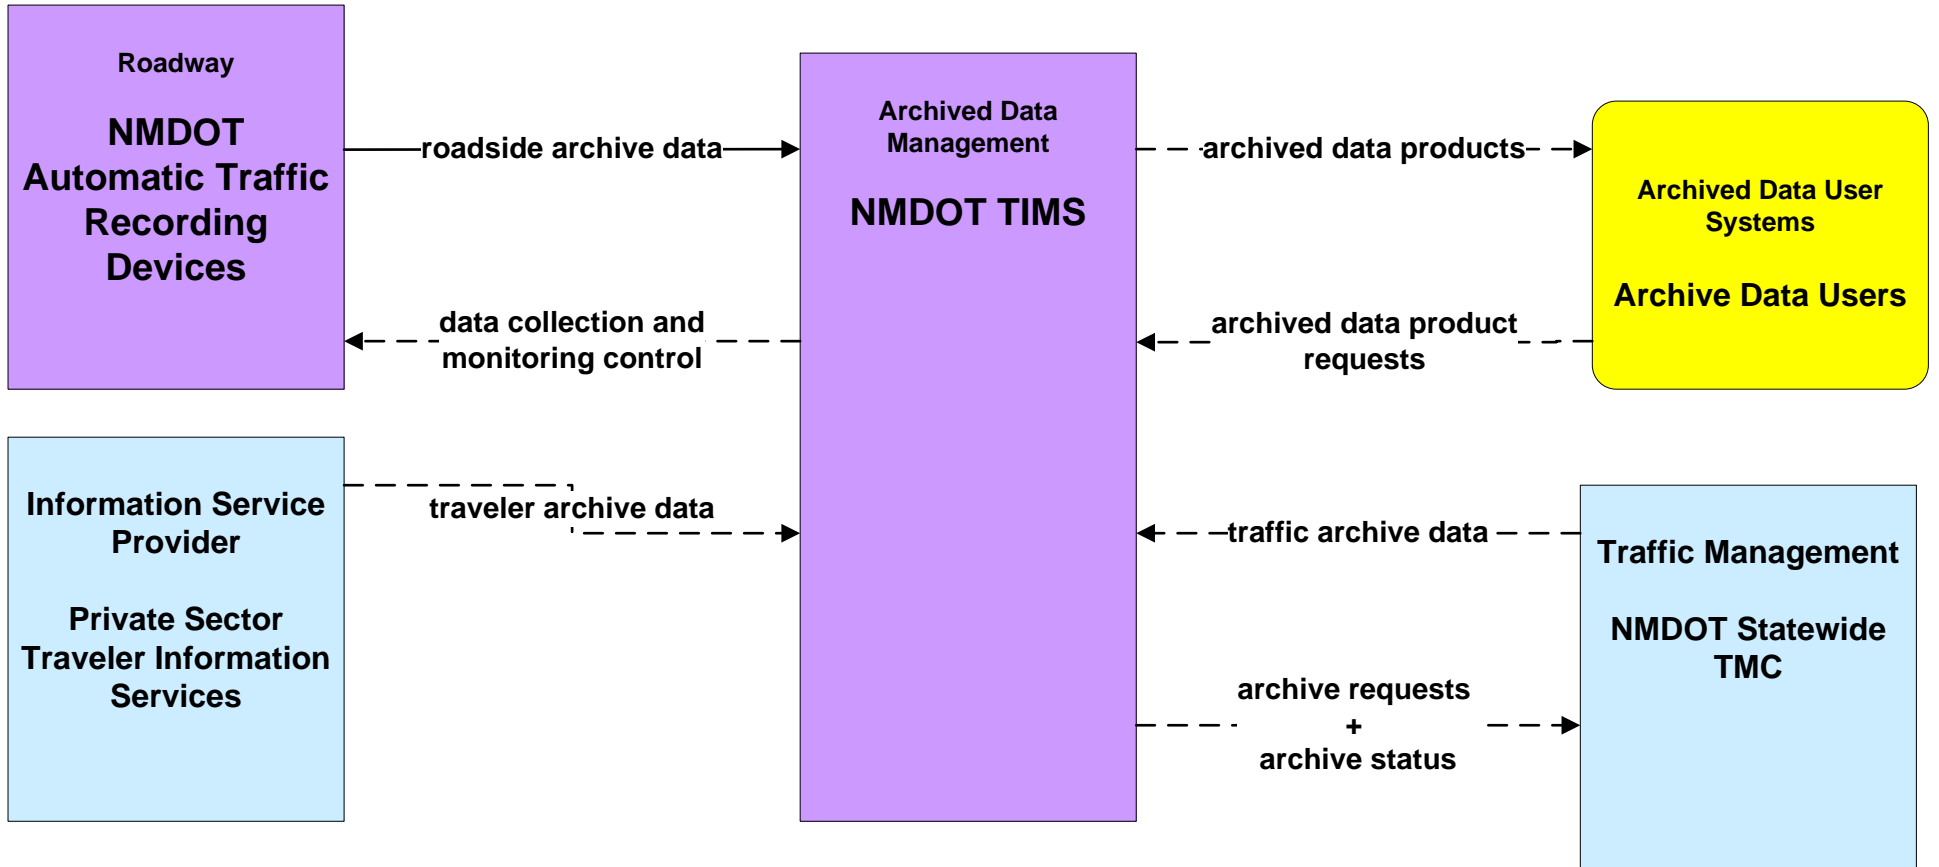 Roadway
NMDOT
Automatic Traffic
Recording
Devices
roadside archive data
data collection and
monitoring control
Information Service
Provider
Private Sector
Traveler Information
Services
traveler archive data
Archived Data
Management
NMDOT TIMS
archived data products
archived data product
requests
Archived Data User
Systems
Archive Data Users
traffic archive data
archive requests
+
archive status
Traffic Management
NMDOT Statewide
TMC